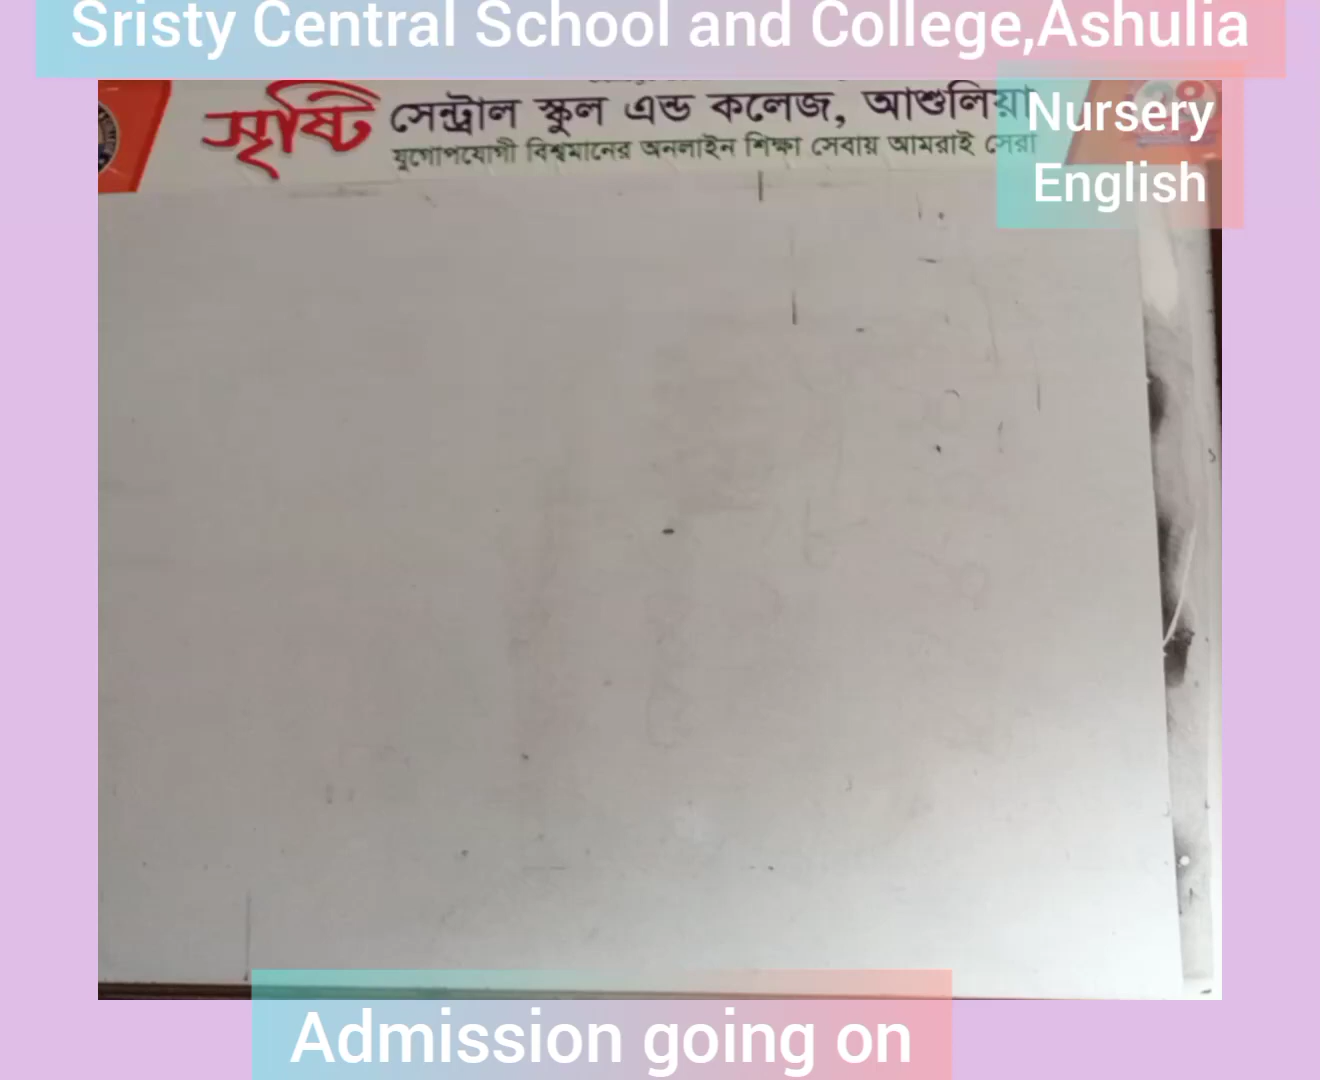 Sristy Central School and College,Ashulia
সৃষ্টি সেন্ট্রাল স্কুল এন্ড কলেজ, আশুলিয়া
যুগোপযোগী বিশ্বমানের অনলাইন শিক্ষা সেবায় আমরাই সেরা
Nursery
English
Admission going on